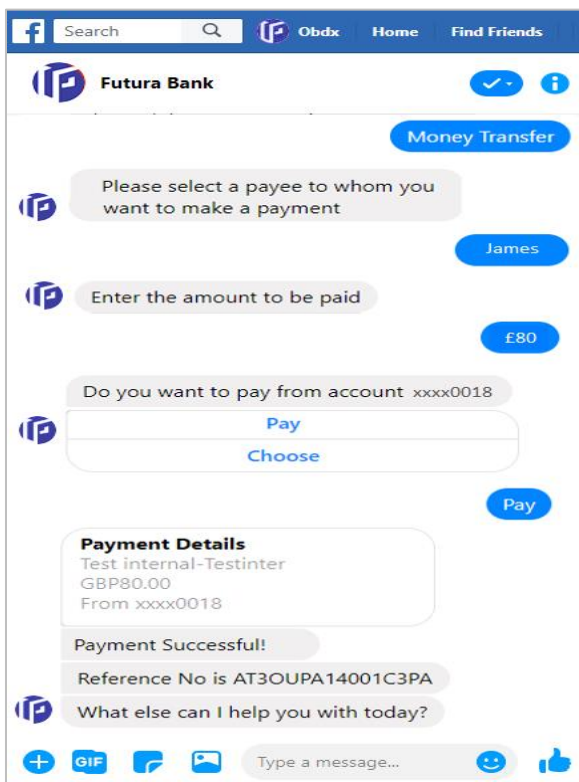 Search
Obdx
Home
Find Friends
Futura Bank
Money Transfer
Please select a payee to whom you
want to make a payment
James
Enter the amount to be paid
£80
Do you want to pay from account xxxx0018
Pay
Choose
Pay
Payment Details
Test internal-Testinter
GBP80.00
From xxxx0018
Payment Successful!
Reference No is AT3OUPA14001C3PA
What else can I help you with today?
GIF
Type a message...